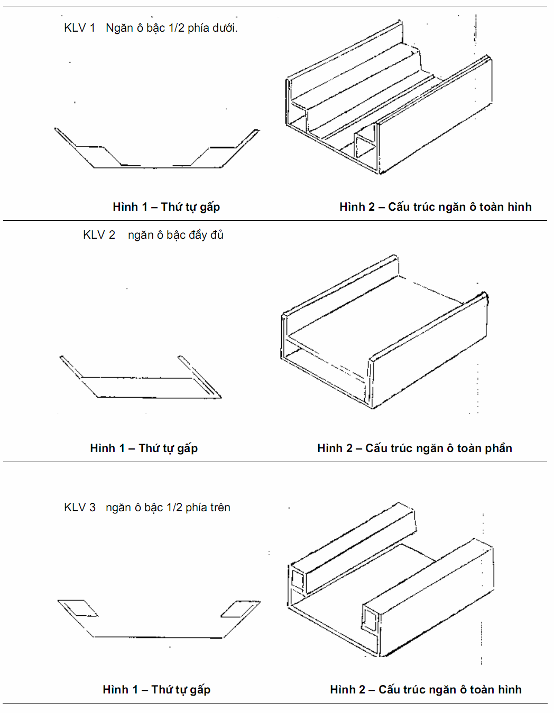 KLV 1 Ngăn ô bậc 1/2 phía dưới.
Hình 1 – Thứ tự gấp
Hình 2 – Cấu trúc ngăn ô toàn hình
KLV 2 ngăn ô bậc đầy đủ
Hình 1 – Thứ tự gấp
Hình 2 – Cấu trúc ngăn ô toàn phần
KLV 3 ngăn ô bậc 1/2 phía trên
Hình 1 – Thứ tự gấp
Hình 2 – Cấu trúc ngăn ô toàn hình